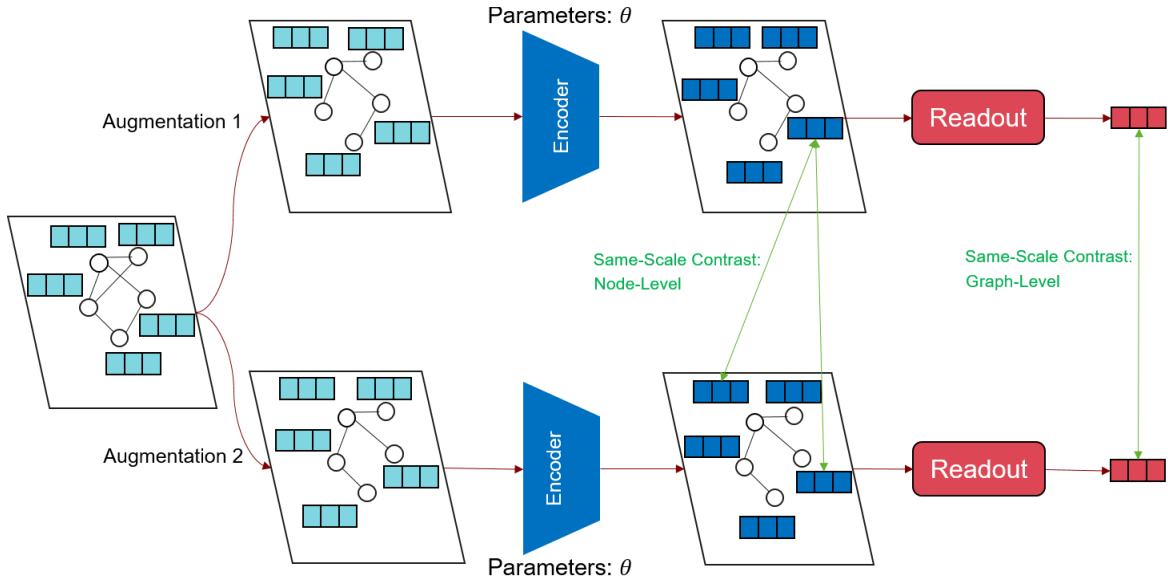 Parameters: θ
Augmentation 1
Encoder
Readout
Same-Scale Contrast:
Node-Level
Same-Scale Contrast:
Graph-Level
Augmentation 2
Encoder
Readout
Parameters: θ